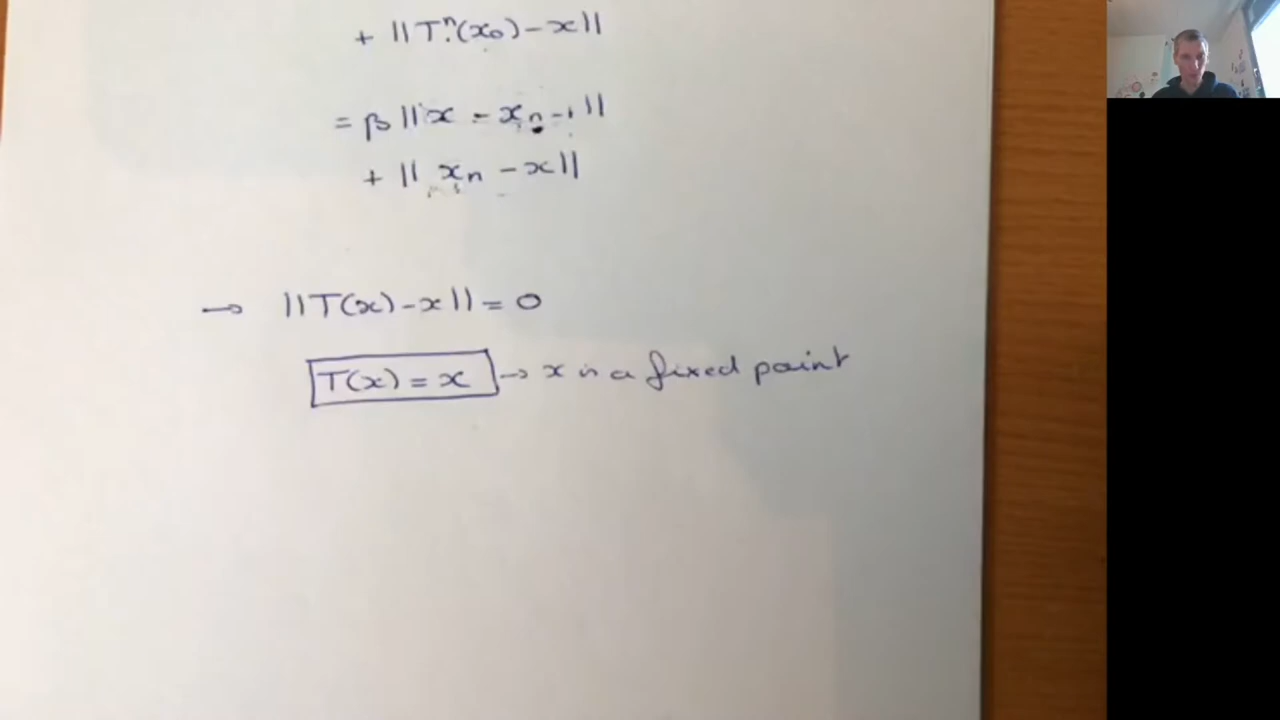 + ||Tⁿ(x₀) - x||
= β ||x - xₙ₋₁||
+ || xₙ - x||
→ ||T(x) - x|| = 0
T(x) = x → x is a fixed point